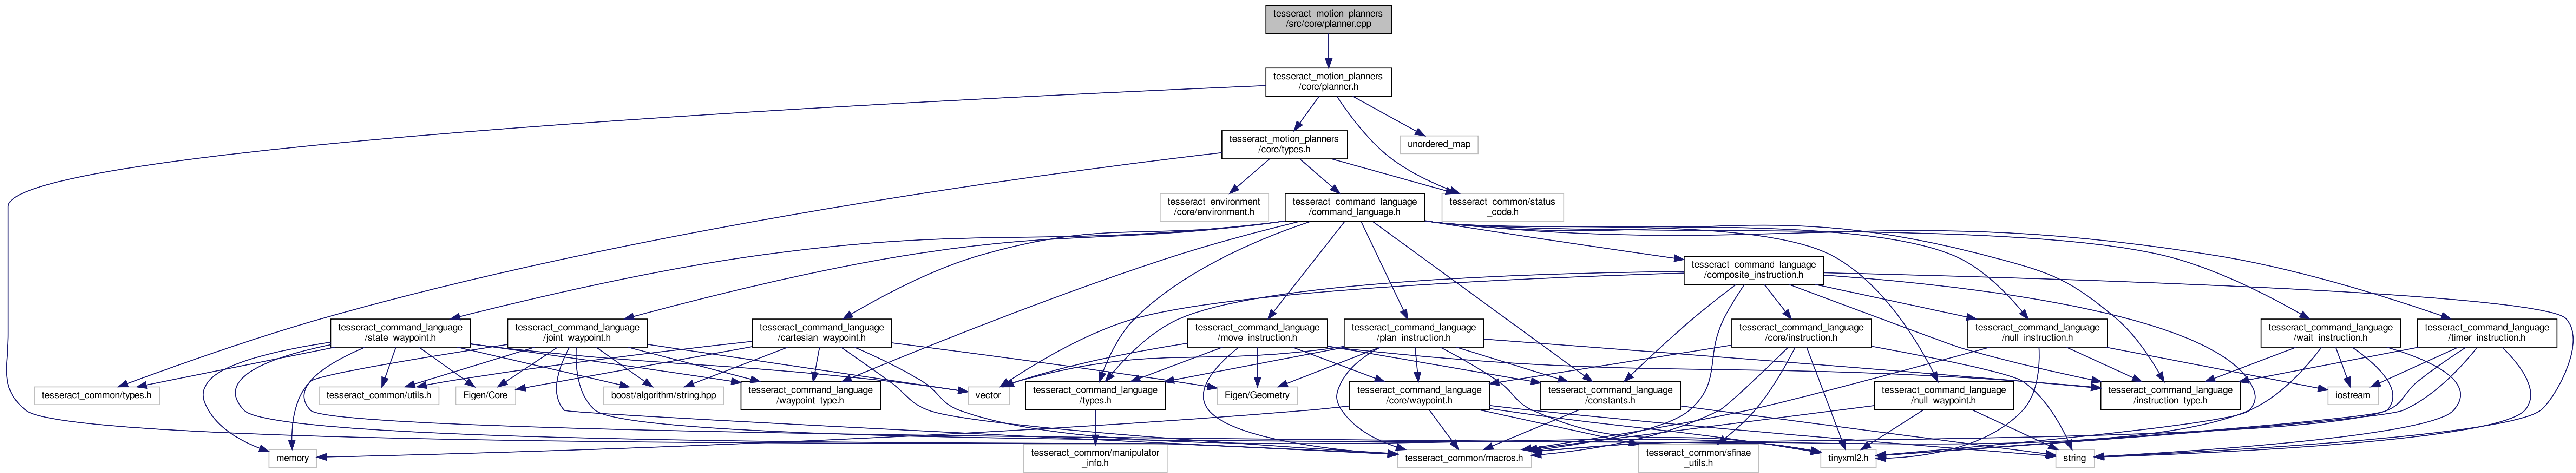 tesseract_motion_planners
/src/core/planner.cpp
tesseract_motion_planners
/core/planner.h
tesseract_motion_planners
/core/types.h
unordered_map
tesseract_environment
/core/environment.h
tesseract_command_language
/command_language.h
tesseract_common/status
_code.h
tesseract_command_language
/composite_instruction.h
tesseract_command_language
/state_waypoint.h
tesseract_command_language
/joint_waypoint.h
tesseract_command_language
/cartesian_waypoint.h
tesseract_command_language
/move_instruction.h
tesseract_command_language
/plan_instruction.h
tesseract_command_language
/core/instruction.h
tesseract_command_language
/null_instruction.h
tesseract_command_language
/wait_instruction.h
tesseract_command_language
/timer_instruction.h
tesseract_common/types.h
tesseract_common/utils.h
Eigen/Core
boost/algorithm/string.hpp
tesseract_command_language
/waypoint_type.h
vector
tesseract_command_language
/types.h
Eigen/Geometry
tesseract_command_language
/core/waypoint.h
tesseract_command_language
/constants.h
tesseract_command_language
/null_waypoint.h
tesseract_command_language
/instruction_type.h
iostream
memory
tesseract_common/manipulator
_info.h
tesseract_common/macros.h
tesseract_common/sfinae
_utils.h
tinyxml2.h
string